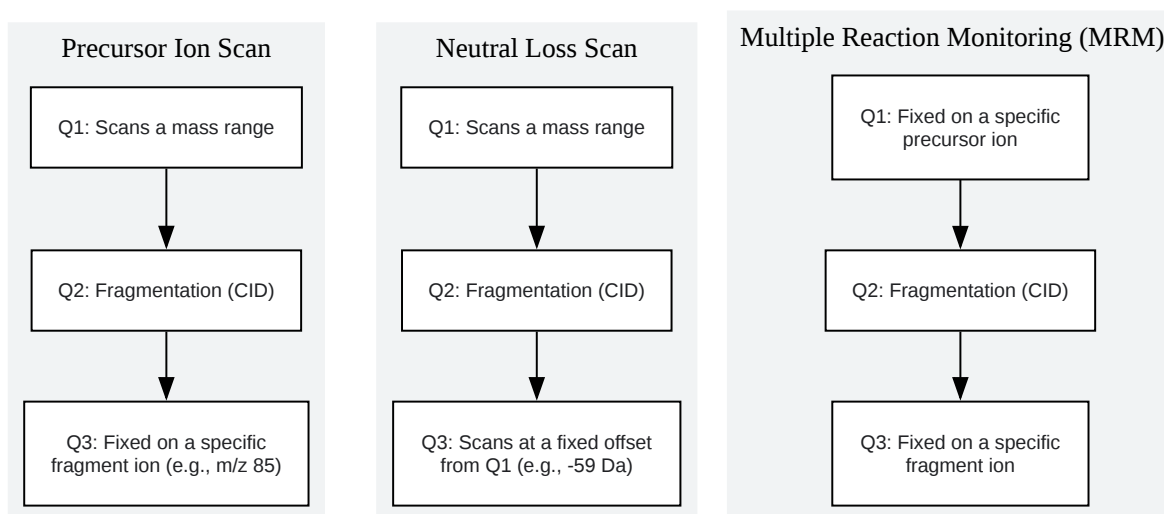 Precursor Ion Scan
Q1: Scans a mass range
Q2: Fragmentation (CID)
Q3: Fixed on a specific
fragment ion (e.g., m/z 85)
Neutral Loss Scan
Q1: Scans a mass range
Q2: Fragmentation (CID)
Q3: Scans at a fixed offset
from Q1 (e.g., -59 Da)
Multiple Reaction Monitoring (MRM)
Q1: Fixed on a specific
precursor ion
Q2: Fragmentation (CID)
Q3: Fixed on a specific
fragment ion